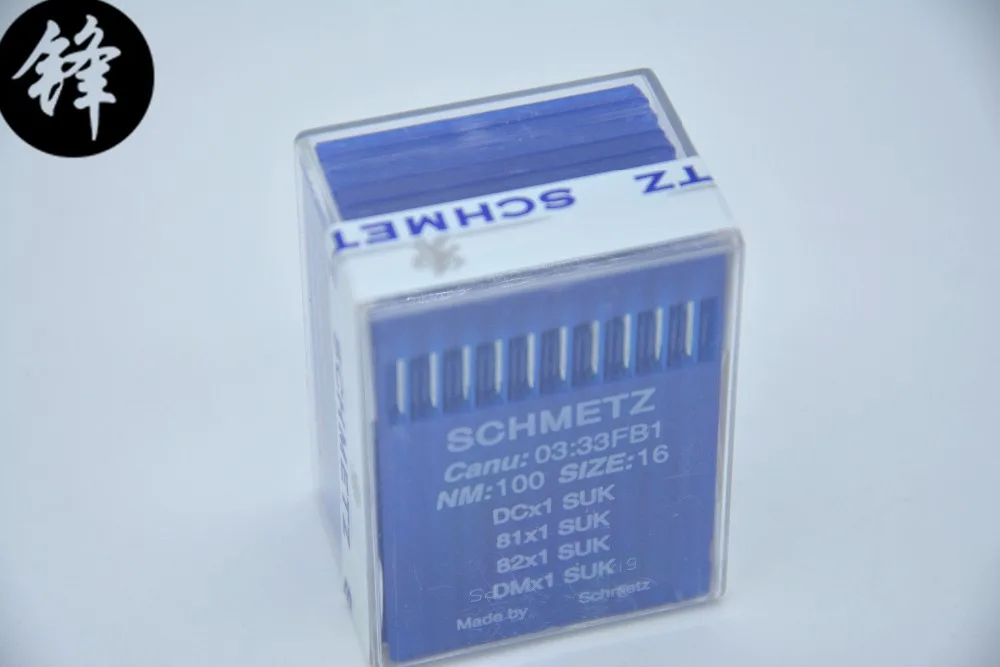 锋
SCHMETZ
TZ
SCHMETZ
SCHMETZ
Canu: 03:33FB1
NM:100 SIZE:16
DCx1 SUK
81x1 SUK
82x1 SUK
DMx1 SUK
Made by Schmetz